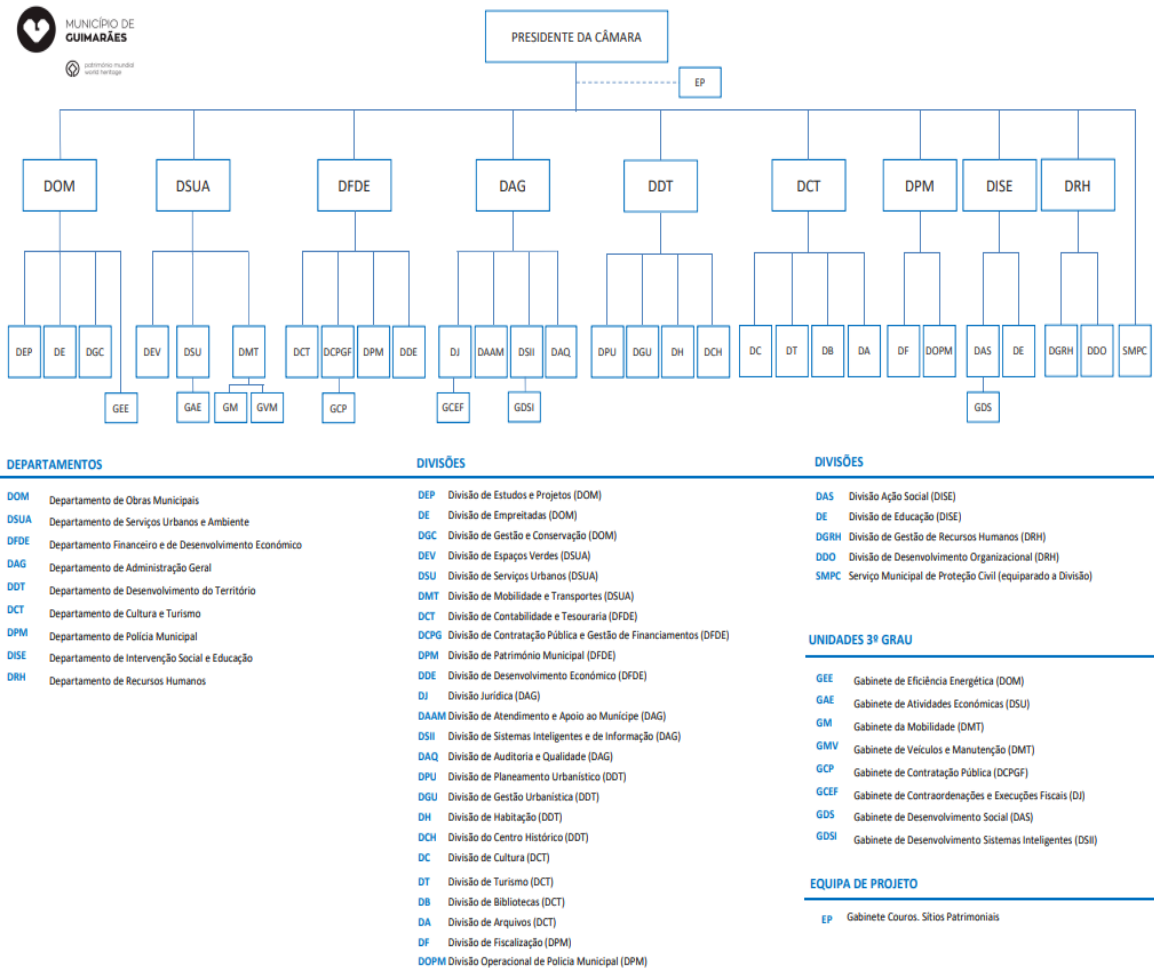 MUNICÍPIO DE
GUIMARÃES
património mundial
world heritage
PRESIDENTE DA CÂMARA
EP
DOM DSUA DFDE DAG DDT DCT DPM DISE DRH
DEP DE DGC DEV DSU DMT DCT DCPGF DPM DDE DJ DAAM DSII DAQ DPU DGU DH DCH DC DT DB DA DF DOPM DAS DE DGRH DDO SMPC
GEE GAE GM GVM GCP GCEF GDSI GDS
DEPARTAMENTOS
DOM Departamento de Obras Municipais
DSUA Departamento de Serviços Urbanos e Ambiente
DFDE Departamento Financeiro e de Desenvolvimento Económico
DAG Departamento de Administração Geral
DDT Departamento de Desenvolvimento do Território
DCT Departamento de Cultura e Turismo
DPM Departamento de Polícia Municipal
DISE Departamento de Intervenção Social e Educação
DRH Departamento de Recursos Humanos
DIVISÕES
DEP Divisão de Estudos e Projetos (DOM)
DE Divisão de Empreitadas (DOM)
DGC Divisão de Gestão e Conservação (DOM)
DEV Divisão de Espaços Verdes (DSUA)
DSU Divisão de Serviços Urbanos (DSUA)
DMT Divisão de Mobilidade e Transportes (DSUA)
DCT Divisão de Contabilidade e Tesouraria (DFDE)
DCPG Divisão de Contratação Pública e Gestão de Financiamentos (DFDE)
DPM Divisão de Património Municipal (DFDE)
DDE Divisão de Desenvolvimento Económico (DFDE)
DJ Divisão Jurídica (DAG)
DAAM Divisão de Atendimento e Apoio ao Munícipe (DAG)
DSII Divisão de Sistemas Inteligentes e de Informação (DAG)
DAQ Divisão de Auditoria e Qualidade (DAG)
DPU Divisão de Planeamento Urbanístico (DDT)
DGU Divisão de Gestão Urbanística (DDT)
DH Divisão de Habitação (DDT)
DCH Divisão do Centro Histórico (DDT)
DC Divisão de Cultura (DCT)
DT Divisão de Turismo (DCT)
DB Divisão de Bibliotecas (DCT)
DA Divisão de Arquivos (DCT)
DF Divisão de Fiscalização (DPM)
DOPM Divisão Operacional de Policia Municipal (DPM)
DIVISÕES
DAS Divisão Ação Social (DISE)
DE Divisão de Educação (DISE)
DGRH Divisão de Gestão de Recursos Humanos (DRH)
DDO Divisão de Desenvolvimento Organizacional (DRH)
SMPC Serviço Municipal de Proteção Civil (equiparado a Divisão)
UNIDADES 3º GRAU
GEE Gabinete de Eficiência Energética (DOM)
GAE Gabinete de Atividades Económicas (DSU)
GM Gabinete da Mobilidade (DMT)
GMV Gabinete de Veículos e Manutenção (DMT)
GCP Gabinete de Contratação Pública (DCPGF)
GCEF Gabinete de Contraordenações e Execuções Fiscais (DJ)
GDS Gabinete de Desenvolvimento Social (DAS)
GDSI Gabinete de Desenvolvimento Sistemas Inteligentes (DSII)
EQUIPA DE PROJETO
EP Gabinete Couros. Sítios Patrimoniais